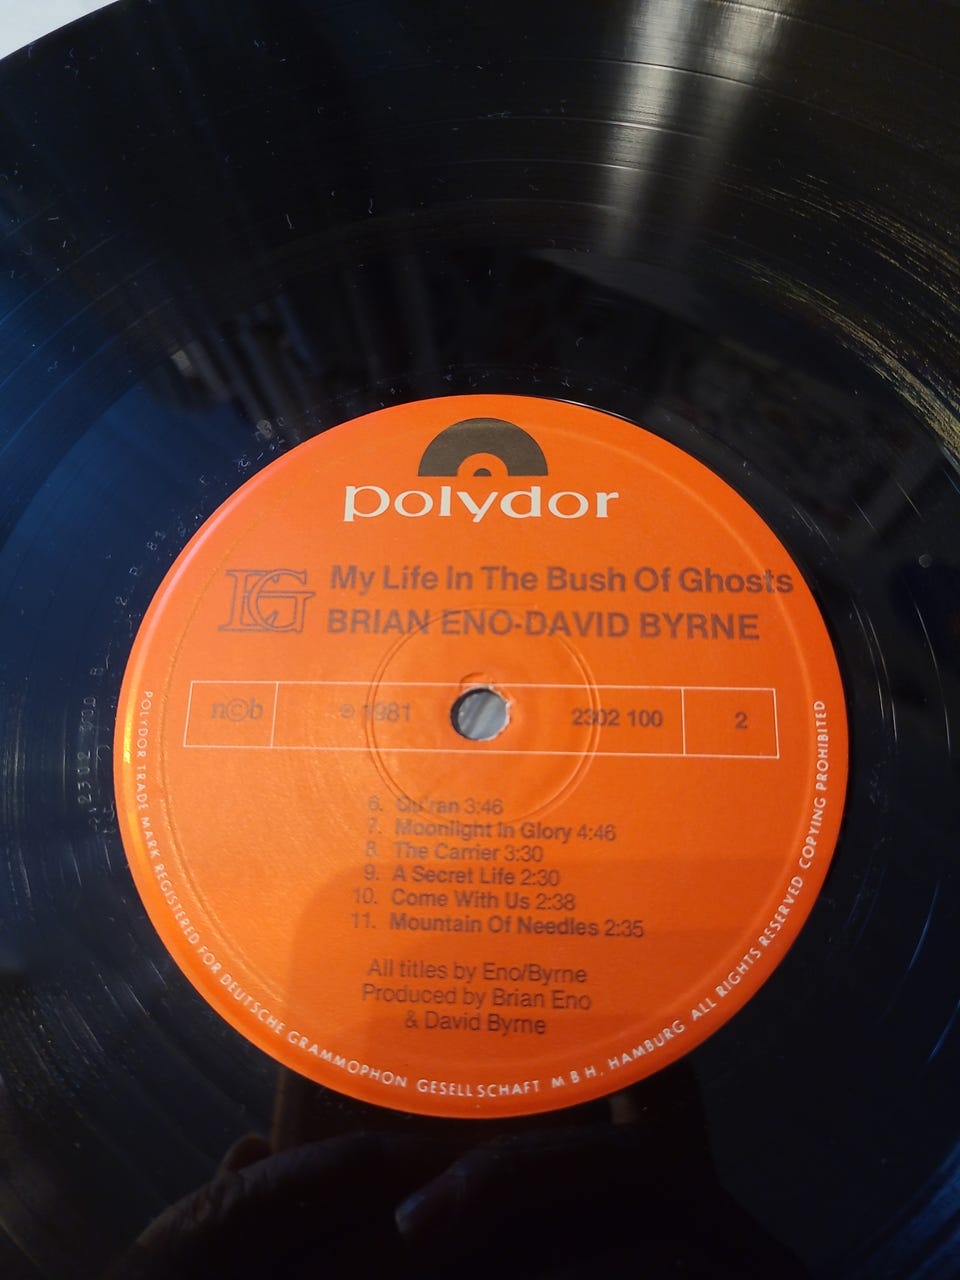 polydor
EG
My Life In The Bush Of Ghosts
BRIAN ENO-DAVID BYRNE
n©b
℗ 1981
2302 100
2
6. Qu'ran 3:46
7. Moonlight In Glory 4:46
8. The Carrier 3:30
9. A Secret Life 2:30
10. Come With Us 2:38
11. Mountain Of Needles 2:35
All titles by Eno/Byrne
Produced by Brian Eno
& David Byrne
POLYDOR TRADE MARK REGISTERED FOR DEUTSCHE GRAMMOPHON GESELLSCHAFT M B H, HAMBURG ALL RIGHTS RESERVED COPYING PROHIBITED